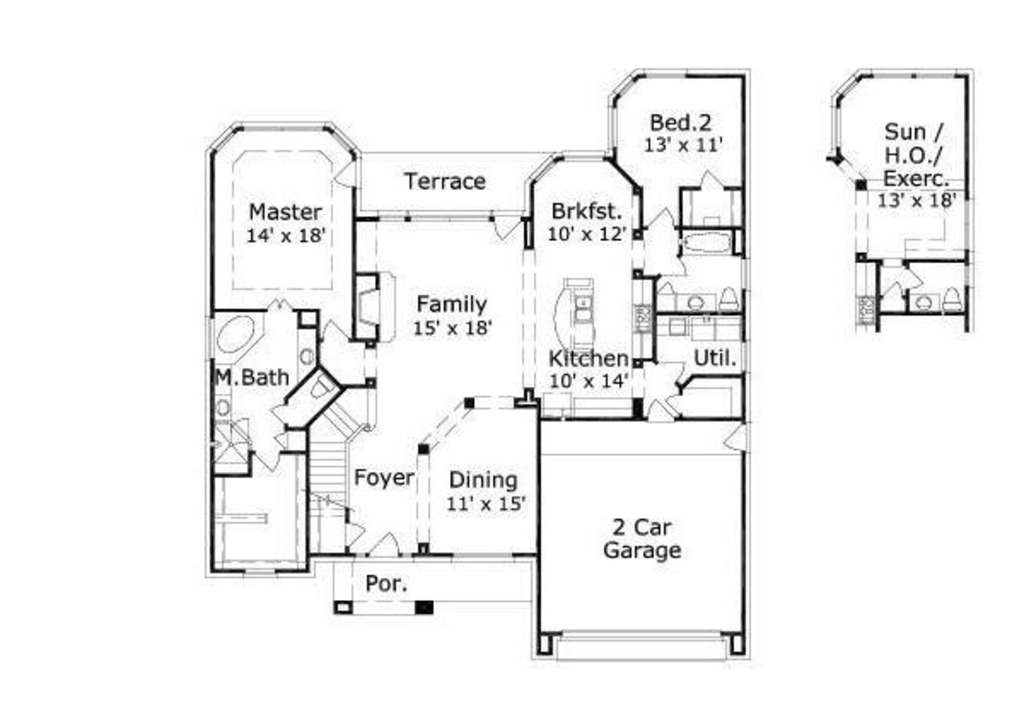 Bed.2
13' x 11'
Sun /
H.O./
Exerc.
13' x 18'
Terrace
Master
14' x 18'
Brkfst.
10' x 12'
Family
15' x 18'
Kitchen
10' x 14'
Util.
M.Bath
Foyer
Dining
11' x 15'
2 Car
Garage
Por.